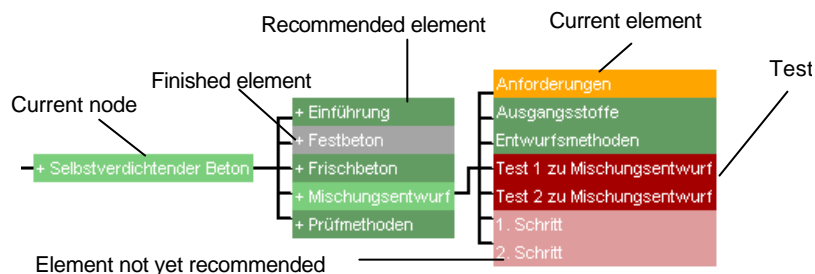 Recommended element
Current element
Finished element
Test
Current node
+ Selbstverdichtender Beton
+ Einführung
+ Festbeton
+ Frischbeton
+ Mischungsentwurf
+ Prüfmethoden
Anforderungen
Ausgangsstoffe
Entwurfsmethoden
Test 1 zu Mischungsentwurf
Test 2 zu Mischungsentwurf
1. Schritt
2. Schritt
Element not yet recommended